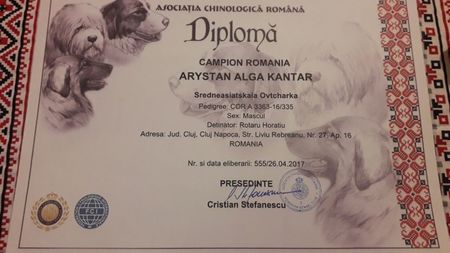 ASOCIAȚIA CHINOLOGICĂ ROMÂNĂ
Diplomă
CAMPION ROMANIA
ARYSTAN ALGA KANTAR
Sredneasiatskaia Ovtcharka
Pedigree: COR A 3363-16/335
Sex: Mascul
Detinător: Rotaru Horatiu
Adresa: Jud. Cluj, Cluj Napoca, Str. Liviu Rebreanu, Nr. 27, Ap. 16
ROMANIA
Nr. si data eliberarii: 555/26.04.2017
PRESEDINTE
Cristian Stefanescu
FCI